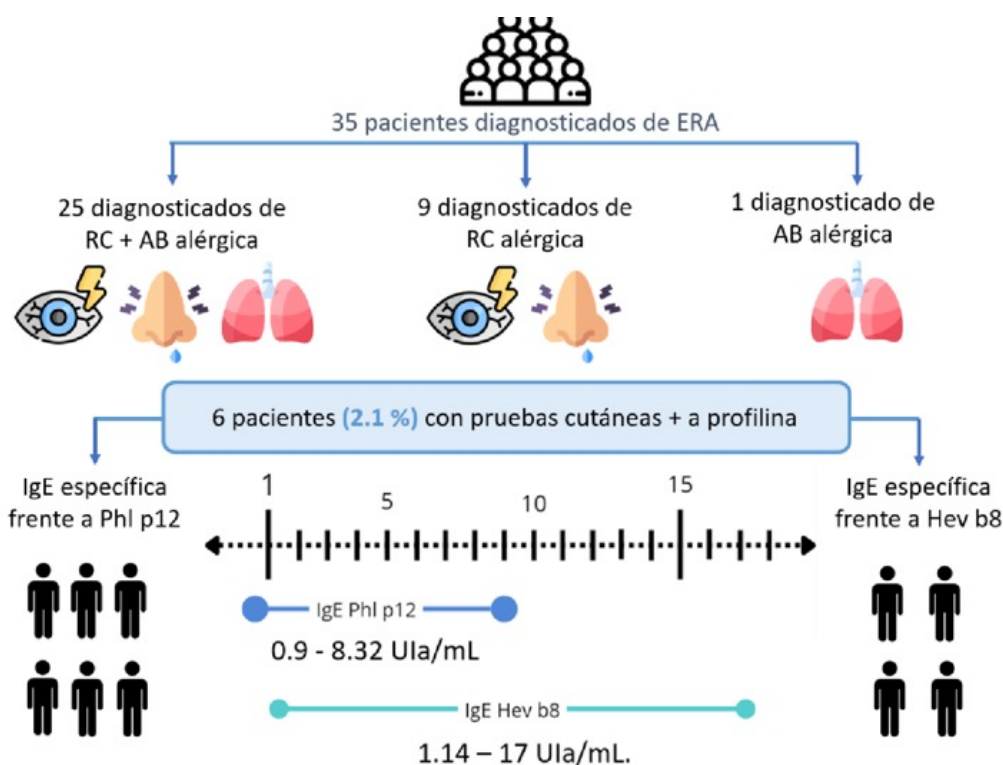 35 pacientes diagnosticados de ERA
25 diagnosticados de
RC + AB alérgica
9 diagnosticados de
RC alérgica
1 diagnosticado de
AB alérgica
6 pacientes (2.1 %) con pruebas cutáneas + a profilina
IgE específica
frente a Phl p12
1
5
10
15
IgE específica
frente a Hev b8
IgE Phl p12
0.9 - 8.32 UIa/mL
IgE Hev b8
1.14 – 17 UIa/mL.